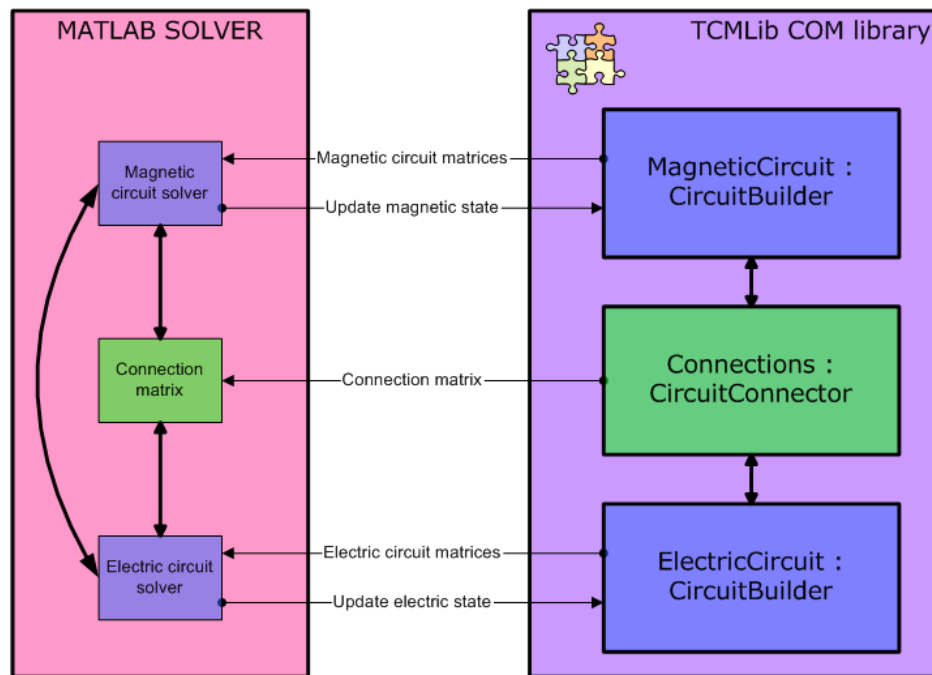 MATLAB SOLVER
TCMLib COM library
Magnetic
circuit solver
Magnetic circuit matrices
Update magnetic state
MagneticCircuit :
CircuitBuilder
Connection
matrix
Connection matrix
Connections :
CircuitConnector
Electric circuit
solver
Electric circuit matrices
Update electric state
ElectricCircuit :
CircuitBuilder